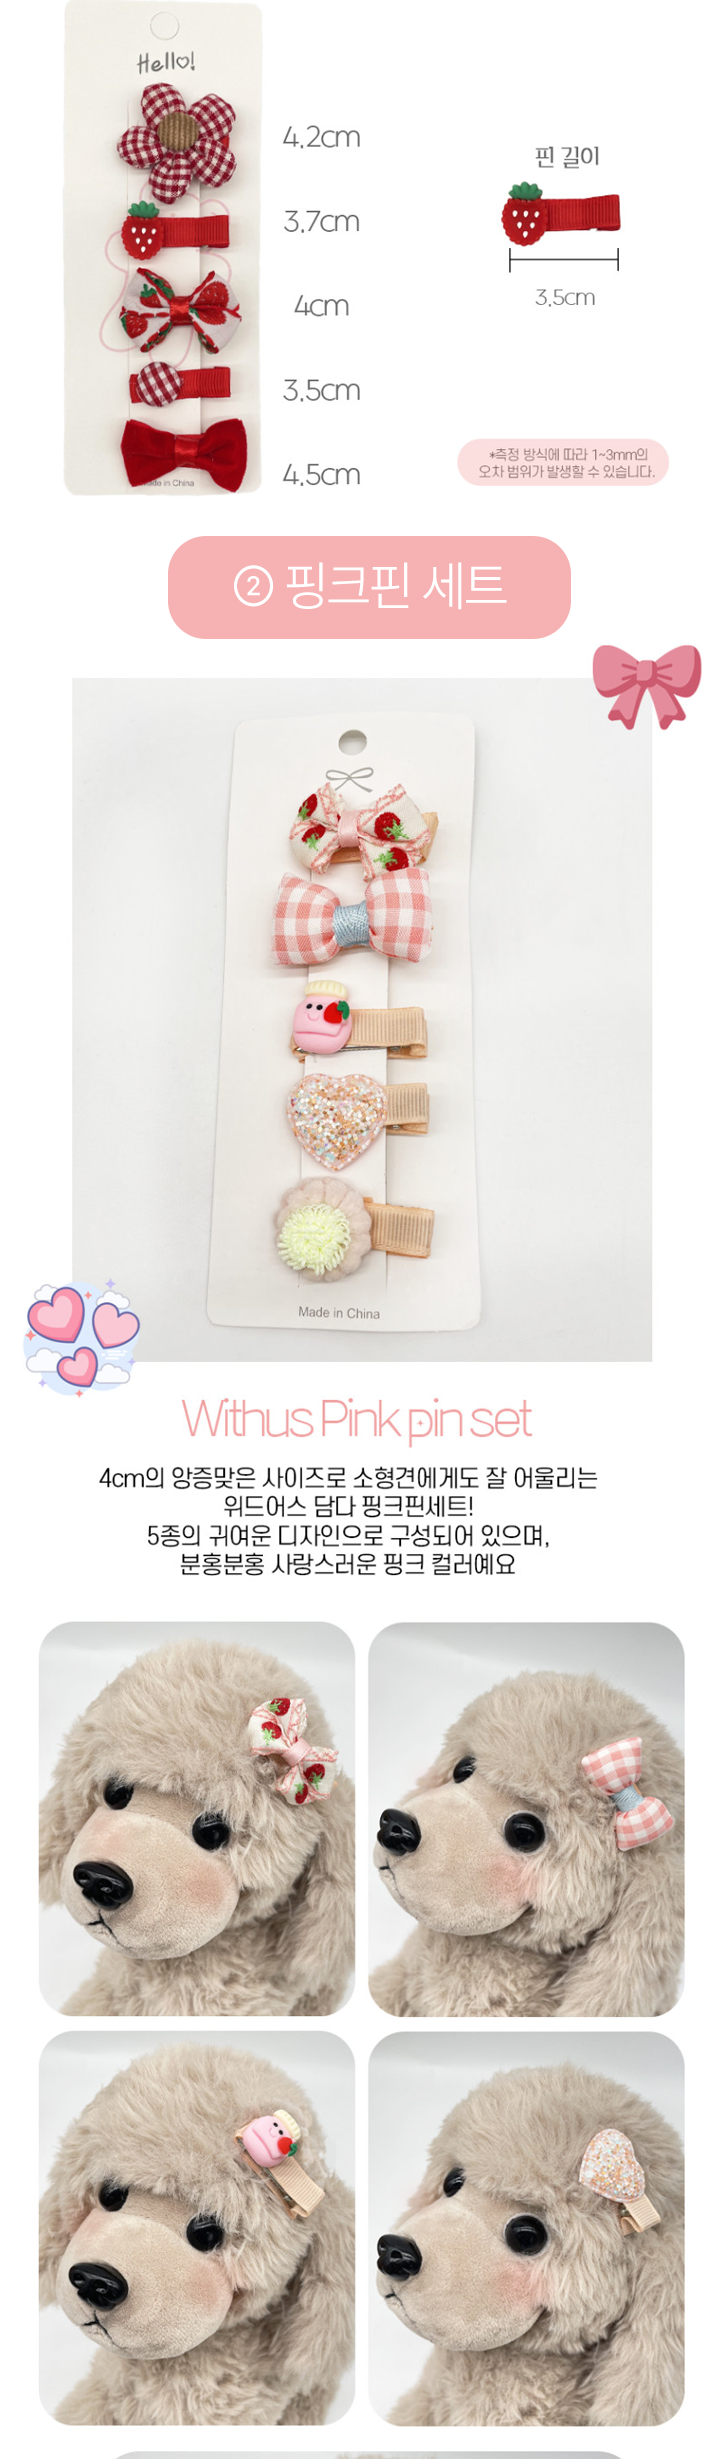 Hello!
4.2cm
3.7cm
4cm
3.5cm
4.5cm
Made in China
핀 길이
3.5cm
*측정 방식에 따라 1~3mm의
오차 범위가 발생할 수 있습니다.
② 핑크핀 세트
Made in China
Withus Pink pin set
4cm의 앙증맞은 사이즈로 소형견에게도 잘 어울리는
위드어스 담다 핑크핀세트!
5종의 귀여운 디자인으로 구성되어 있으며,
분홍분홍 사랑스러운 핑크 컬러예요